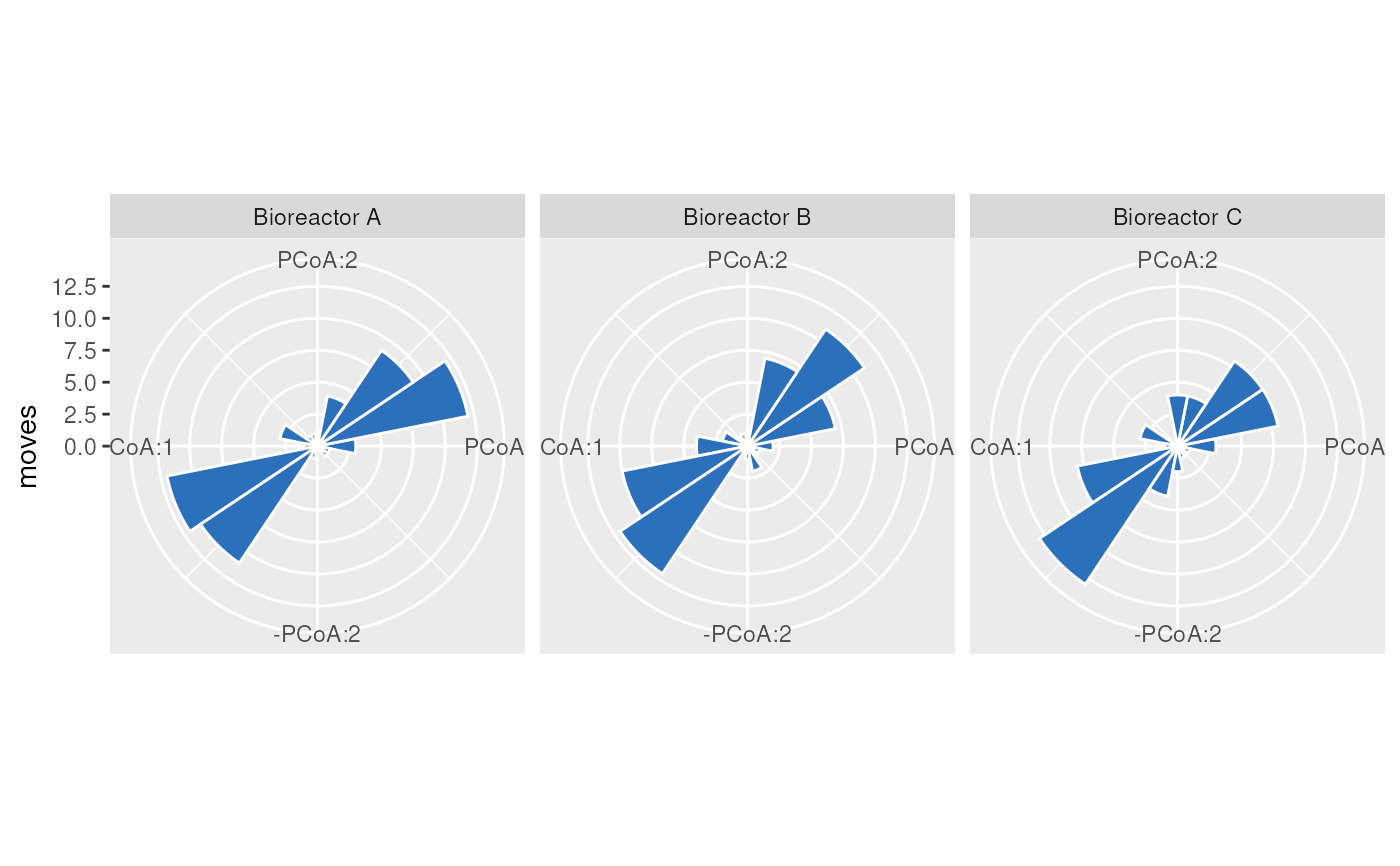 Bioreactor A
Bioreactor B
Bioreactor C
PCoA:2
PCoA:2
PCoA:2
12.5
10.0
7.5
5.0
2.5
0.0
moves
CoA:1
PCoA
CoA:1
PCoA
CoA:1
PCoA
-PCoA:2
-PCoA:2
-PCoA:2